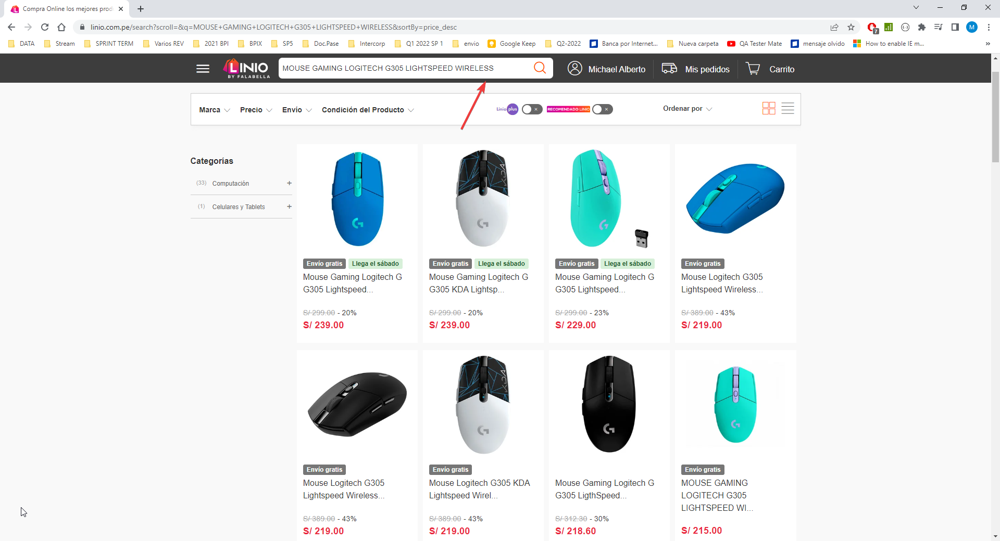 Compra Online los mejores prod
linio.com.pe/search?scroll=&q=MOUSE+GAMING+LOGITECH+G305+LIGHTSPEED+WIRELESS&sortBy=price_desc
7
M
DATA Stream SPRINT TERM Varios REV 2021 BPI BPIX SP5 Doc.Pase Intercorp Q1 2022 SP 1 envio Google Keep Q2-2022 Banca por Internet... Nueva carpeta QA Tester Mate mensaje olvido How to enable IE m... »
LINIO
BY FALABELLA
MOUSE GAMING LOGITECH G305 LIGHTSPEED WIRELESS
Michael Alberto Mis pedidos Carrito
Marca Precio Envío Condición del Producto Linio plus RECOMENDADO LINIO Ordenar por
Categorías
(33) Computación +
(1) Celulares y Tablets +
Envío gratis Llega el sábado
Mouse Gaming Logitech G
G305 Lightspeed...
S/ 299.00 - 20%
S/ 239.00
KDA
Envío gratis Llega el sábado
Mouse Gaming Logitech G
G305 KDA Lightsp...
S/ 299.00 - 20%
S/ 239.00
Envío gratis Llega el sábado
Mouse Gaming Logitech G
G305 Lightspeed...
S/ 299.00 - 23%
S/ 229.00
Envío gratis
Mouse Logitech G305
Lightspeed Wireless...
S/ 389.00 - 43%
S/ 219.00
Envío gratis
Mouse Logitech G305
Lightspeed Wireless...
S/ 389.00 - 43%
S/ 219.00
KDA
Envío gratis
Mouse Logitech G305 KDA
Lightspeed Wirel...
S/ 389.00 - 43%
S/ 219.00
Mouse Gaming Logitech G
G305 LigthSpeed...
S/ 312.30 - 30%
S/ 218.60
Envío gratis
MOUSE GAMING
LOGITECH G305
LIGHTSPEED WI...
S/ 215.00